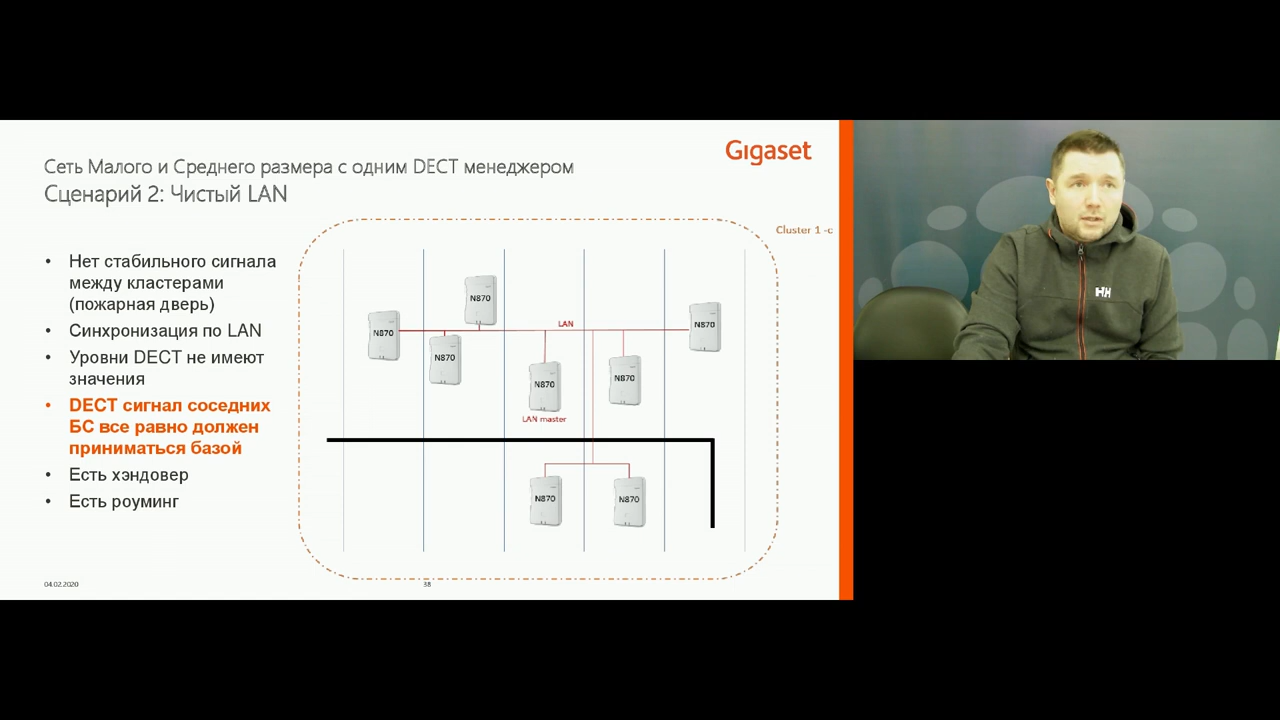 Gigaset
Сеть Малого и Среднего размера с одним DECT менеджером
Сценарий 2: Чистый LAN
Cluster 1 -с
• Нет стабильного сигнала
между кластерами
(пожарная дверь)
• Синхронизация по LAN
• Уровни DECT не имеют
значения
• DECT сигнал соседних
БС все равно должен
приниматься базой
• Есть хэндовер
• Есть роуминг
N870
N870
N870
N870
LAN
N870
N870
LAN master
N870
N870
04.02.2020
38
HH